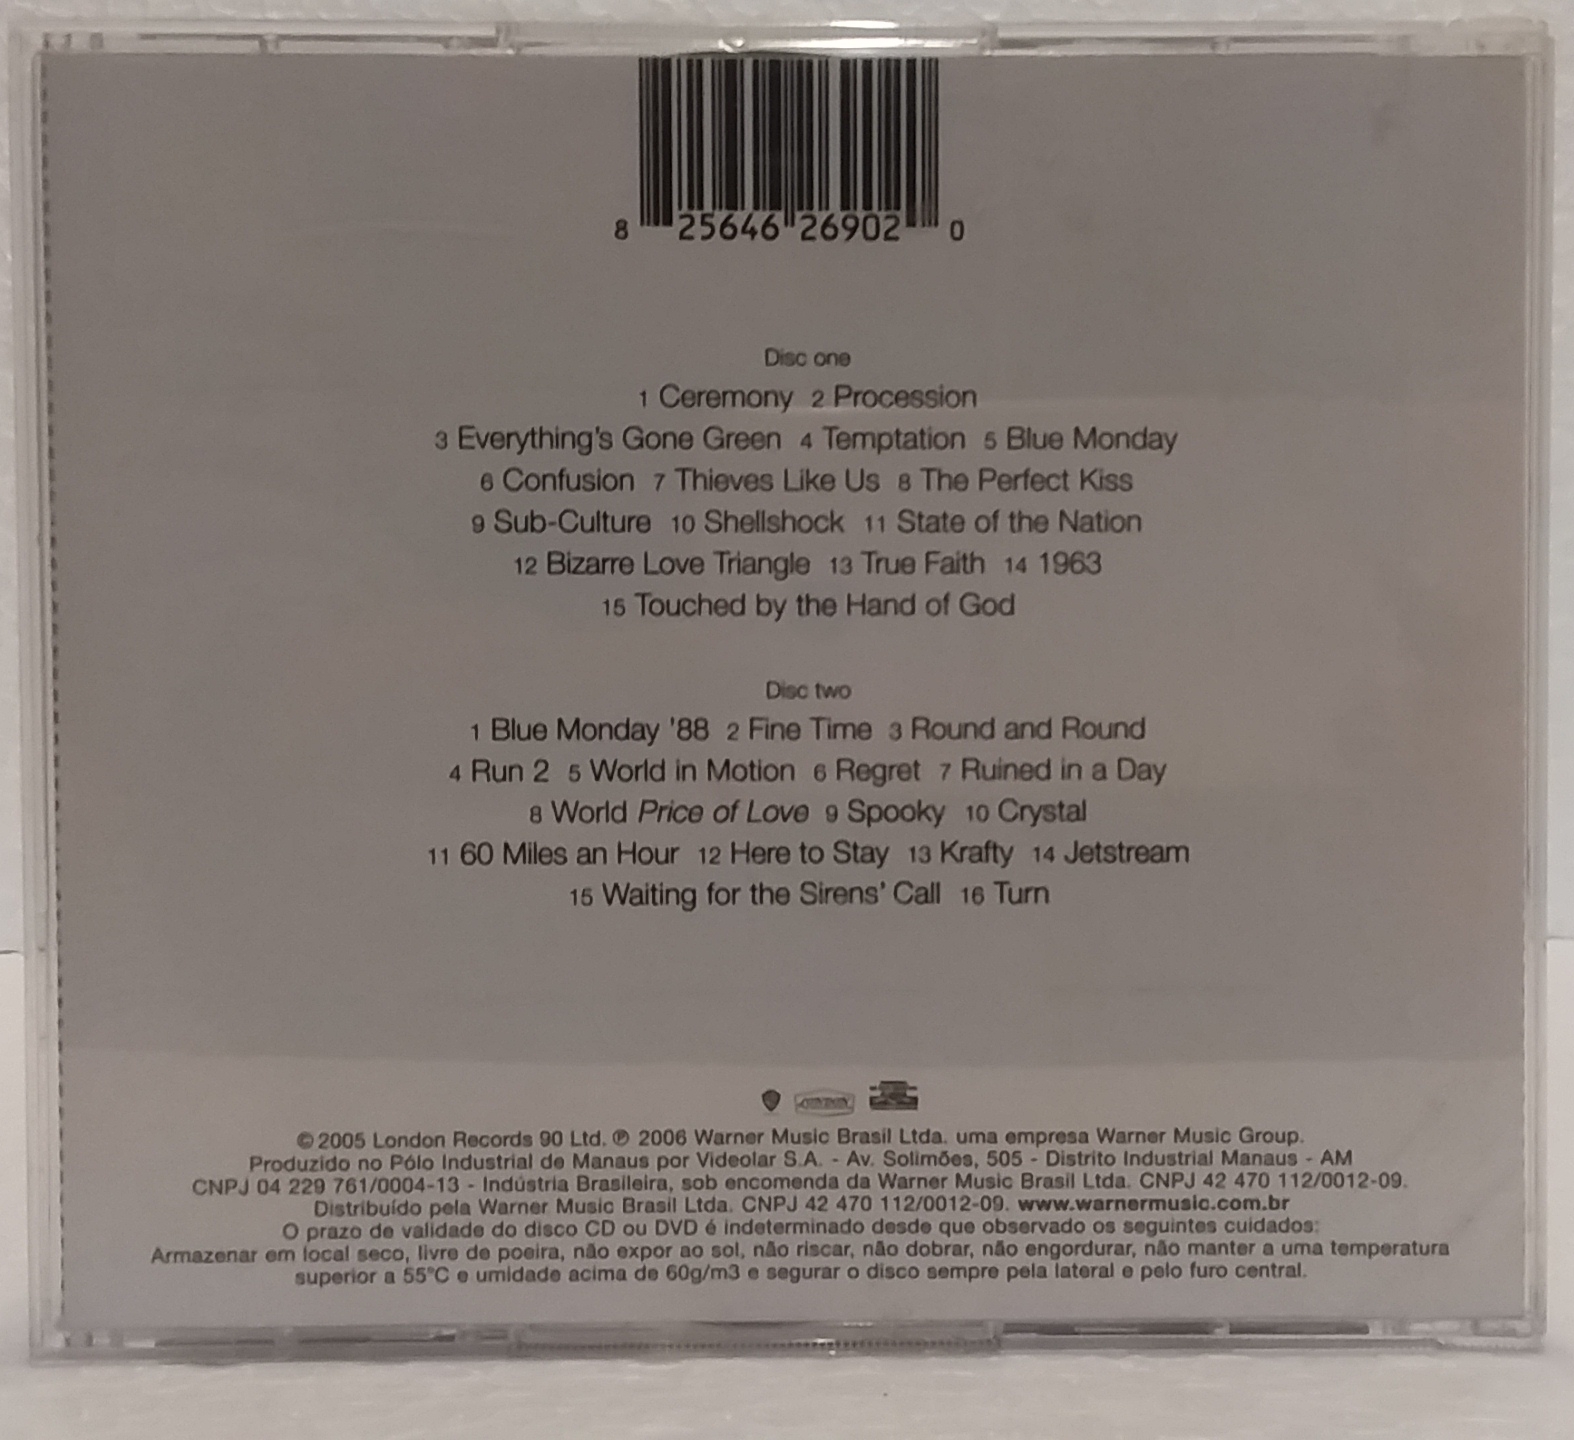 8 25646 26902 0
Disc one
1 Ceremony 2 Procession
3 Everything's Gone Green 4 Temptation 5 Blue Monday
6 Confusion 7 Thieves Like Us 8 The Perfect Kiss
9 Sub-Culture 10 Shellshock 11 State of the Nation
12 Bizarre Love Triangle 13 True Faith 14 1963
15 Touched by the Hand of God
Disc two
1 Blue Monday '88 2 Fine Time 3 Round and Round
4 Run 2 5 World in Motion 6 Regret 7 Ruined in a Day
8 World Price of Love 9 Spooky 10 Crystal
11 60 Miles an Hour 12 Here to Stay 13 Krafty 14 Jetstream
15 Waiting for the Sirens' Call 16 Turn
© 2005 London Records 90 Ltd. ℗ 2006 Warner Music Brasil Ltda. uma empresa Warner Music Group.
Produzido no Pólo Industrial de Manaus por Videolar S.A. - Av. Solimões, 505 - Distrito Industrial Manaus - AM
CNPJ 04 229 761/0004-13 - Indústria Brasileira, sob encomenda da Warner Music Brasil Ltda. CNPJ 42 470 112/0012-09.
Distribuído pela Warner Music Brasil Ltda. CNPJ 42 470 112/0012-09. www.warnermusic.com.br
O prazo de validade do disco CD ou DVD é indeterminado desde que observado os seguintes cuidados:
Armazenar em local seco, livre de poeira, não expor ao sol, não riscar, não dobrar, não engordurar, não manter a uma temperatura
superior a 55°C e umidade acima de 60g/m3 e segurar o disco sempre pela lateral e pelo furo central.